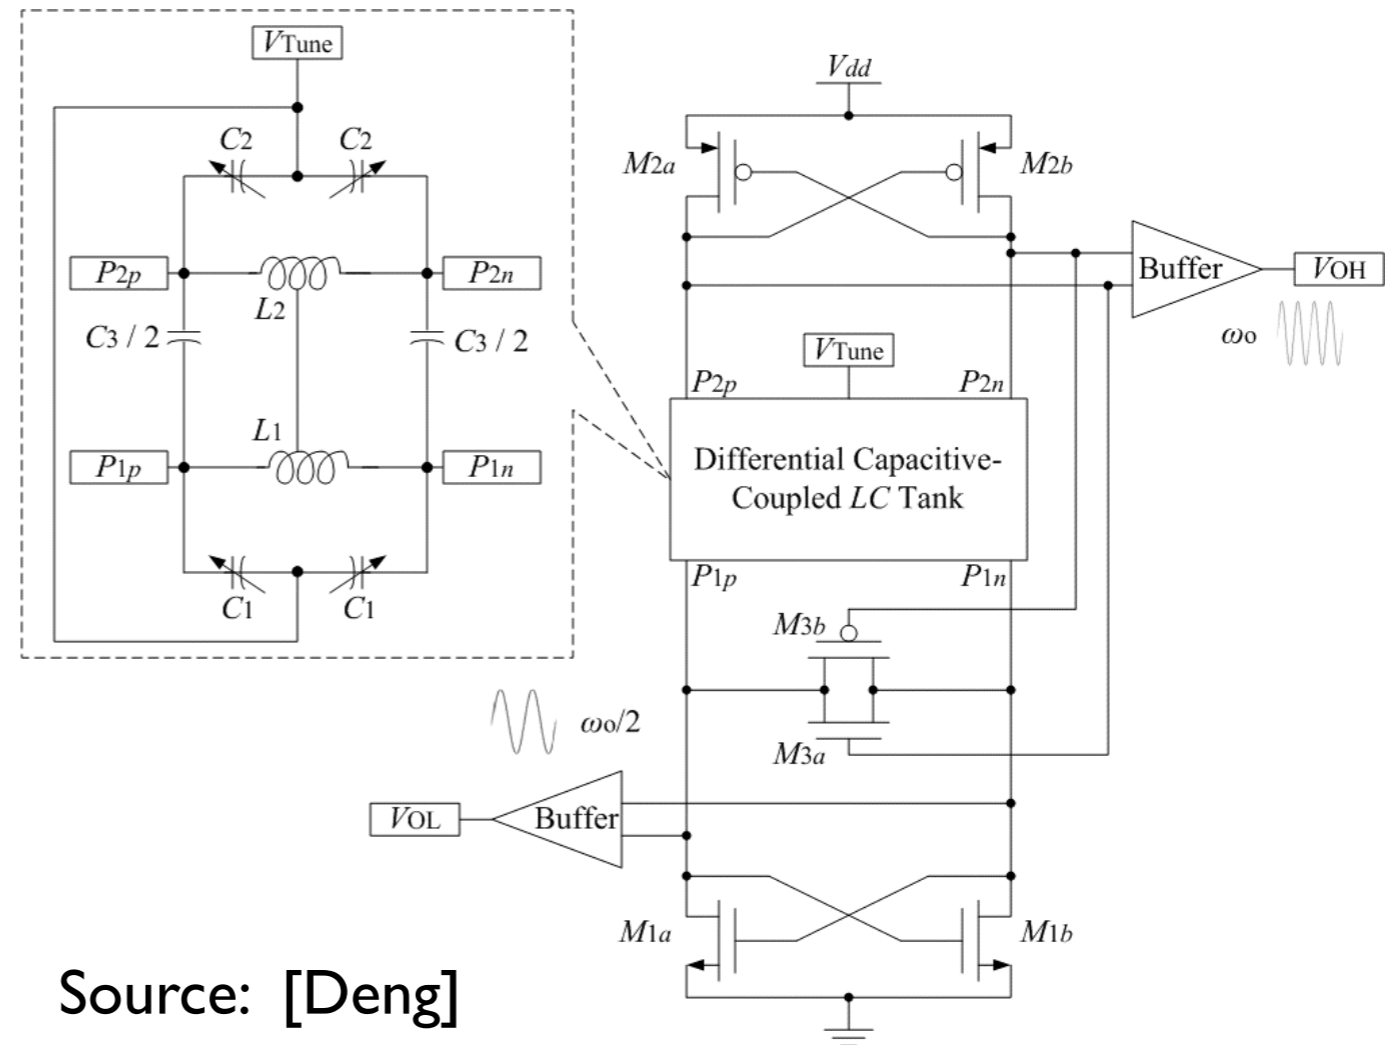 VTune
Vdd
C2
C2
M2a
M2b
P2p
P2n
Buffer
VOH
L2
C3 / 2
C3 / 2
ωo
VTune
P2p
P2n
L1
P1p
P1n
Differential Capacitive-
Coupled LC Tank
C1
C1
P1p
P1n
M3b
ωo/2
M3a
VOL
Buffer
M1a
M1b
Source: [Deng]